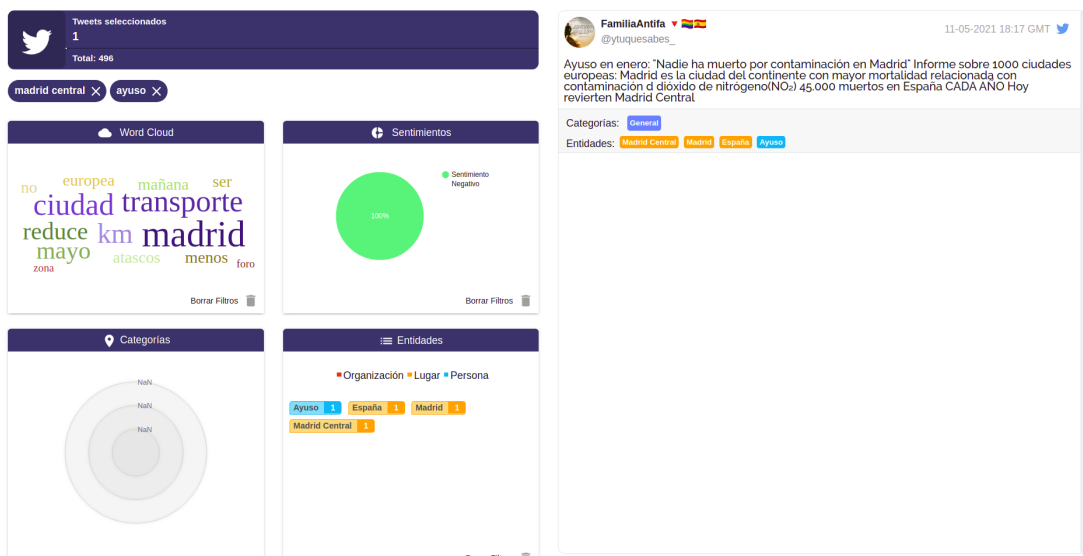 Tweets seleccionados
1
Total: 496
madrid central X ayuso X
Word Cloud
no europea mañana ser
ciudad transporte
reduce km madrid
mayo atascos menos foro
zona
Borrar Filtros
Sentimientos
Sentimiento
Negativo
100%
Borrar Filtros
Categorías
NaN
NaN
NaN
Entidades
Organización Lugar Persona
Ayuso 1 España 1 Madrid 1
Madrid Central 1
FamiliaAntifa
@ytuquesabes_
11-05-2021 18:17 GMT
Ayuso en enero: "Nadie ha muerto por contaminación en Madrid" Informe sobre 1000 ciudades
europeas: Madrid es la ciudad del continente con mayor mortalidad relacionada con
contaminación d dióxido de nitrógeno(NO₂) 45.000 muertos en España CADA AÑO Hoy
revierten Madrid Central
Categorías: General
Entidades: Madrid Central Madrid España Ayuso